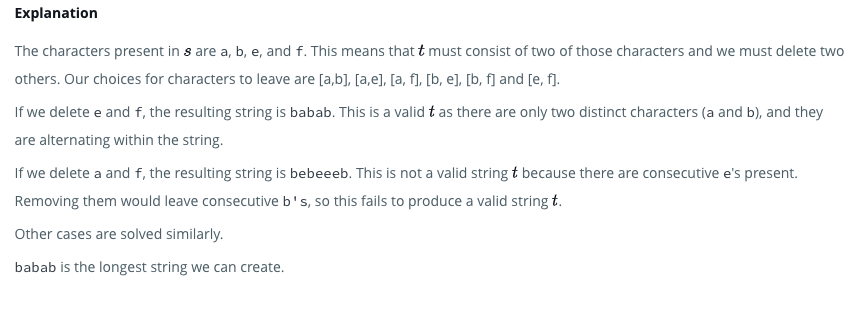 Explanation
The characters present in s are a, b, e, and f. This means that t must consist of two of those characters and we must delete two
others. Our choices for characters to leave are [a,b], [a,e], [a, f], [b, e], [b, f] and [e, f].
If we delete e and f, the resulting string is babab. This is a valid t as there are only two distinct characters (a and b), and they
are alternating within the string.
If we delete a and f, the resulting string is bebeeeb. This is not a valid string t because there are consecutive e's present.
Removing them would leave consecutive b's, so this fails to produce a valid string t.
Other cases are solved similarly.
babab is the longest string we can create.